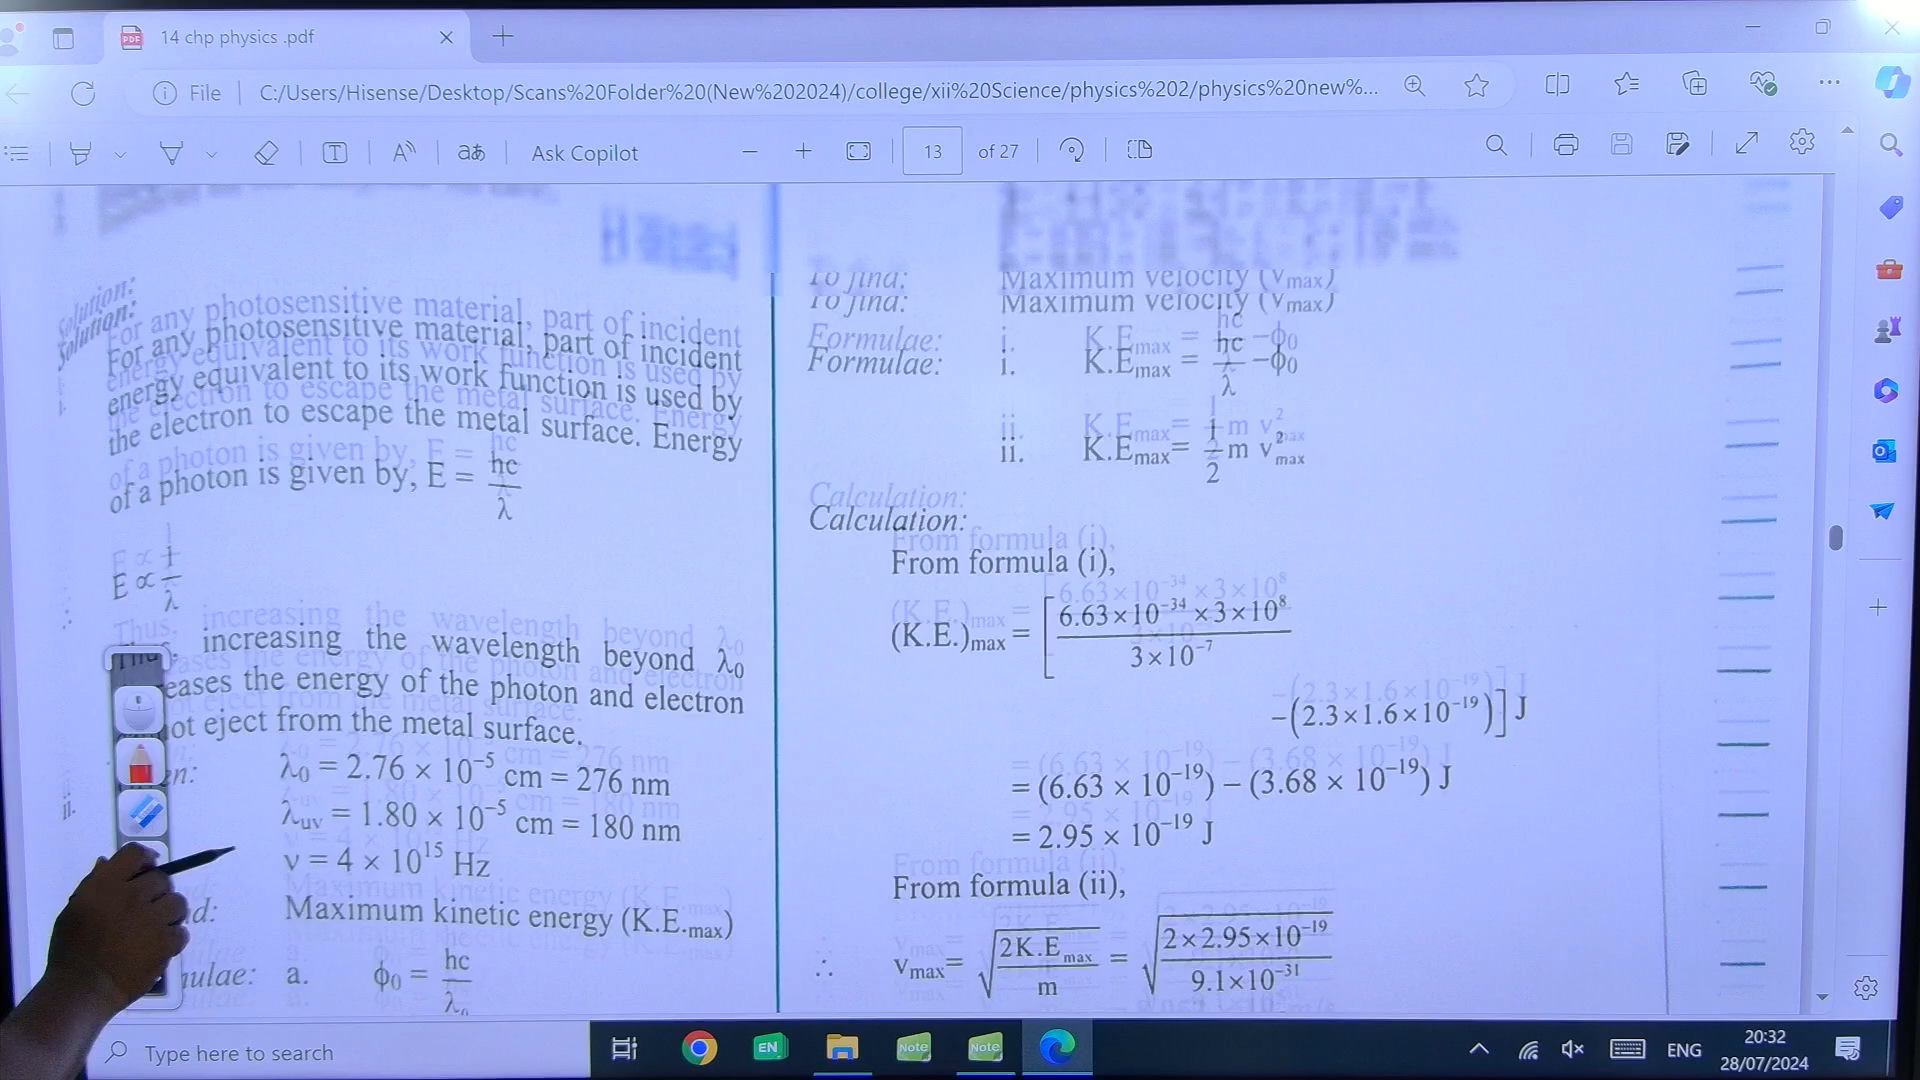 14 chp physics .pdf
File
C:/Users/Hisense/Desktop/Scans%20Folder%20(New%202024)/college/xii%20Science/physics%202/physics%20new%...
Ask Copilot
13 of 27
Solution:
For any photosensitive material, part of incident
energy equivalent to its work function is used by
the electron to escape the metal surface. Energy
of a photon is given by, E = hc/λ
E ∝ 1/λ
increasing the wavelength beyond λ₀
eases the energy of the photon and electron
ot eject from the metal surface.
ii.
en: λ₀ = 2.76 × 10⁻⁵ cm = 276 nm
λuv = 1.80 × 10⁻⁵ cm = 180 nm
ν = 4 × 10¹⁵ Hz
d: Maximum kinetic energy (K.E.max)
ulae: a. ϕ₀ = hc/λ₀
To find: Maximum velocity (vmax)
Formulae: i. K.Emax = hc/λ −ϕ₀
ii. K.Emax = 1/2 m v²max
Calculation:
From formula (i),
(K.E.)max = [6.63×10⁻³⁴ ×3×10⁸ / 3×10⁻⁷
−(2.3×1.6×10⁻¹⁹)] J
= (6.63 × 10⁻¹⁹) − (3.68 × 10⁻¹⁹) J
= 2.95 × 10⁻¹⁹ J
From formula (ii),
∴ vmax = √(2K.Emax / m) = √(2×2.95×10⁻¹⁹ / 9.1×10⁻³¹)
Type here to search
EN
Note
Note
ENG
20:32
28/07/2024